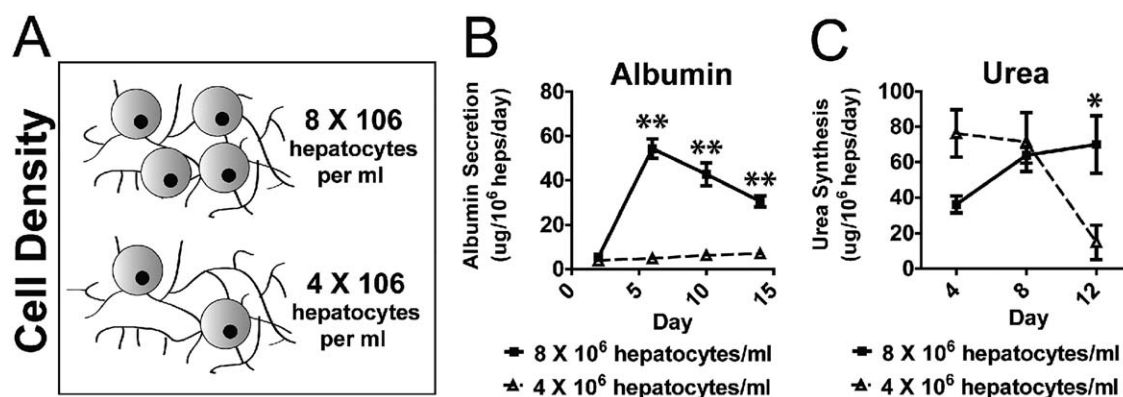 A
Cell Density
8 X 106
hepatocytes
per ml
4 X 106
hepatocytes
per ml
B
Albumin
Albumin Secretion
(ug/10⁶ heps/day)
80
60
40
20
0
**
**
**
0
5
10
15
Day
8 X 10⁶ hepatocytes/ml
4 X 10⁶ hepatocytes/ml
C
Urea
Urea Synthesis
(ug/10⁶ heps/day)
100
80
60
40
20
0
*
4
8
12
Day
8 X 10⁶ hepatocytes/ml
4 X 10⁶ hepatocytes/ml